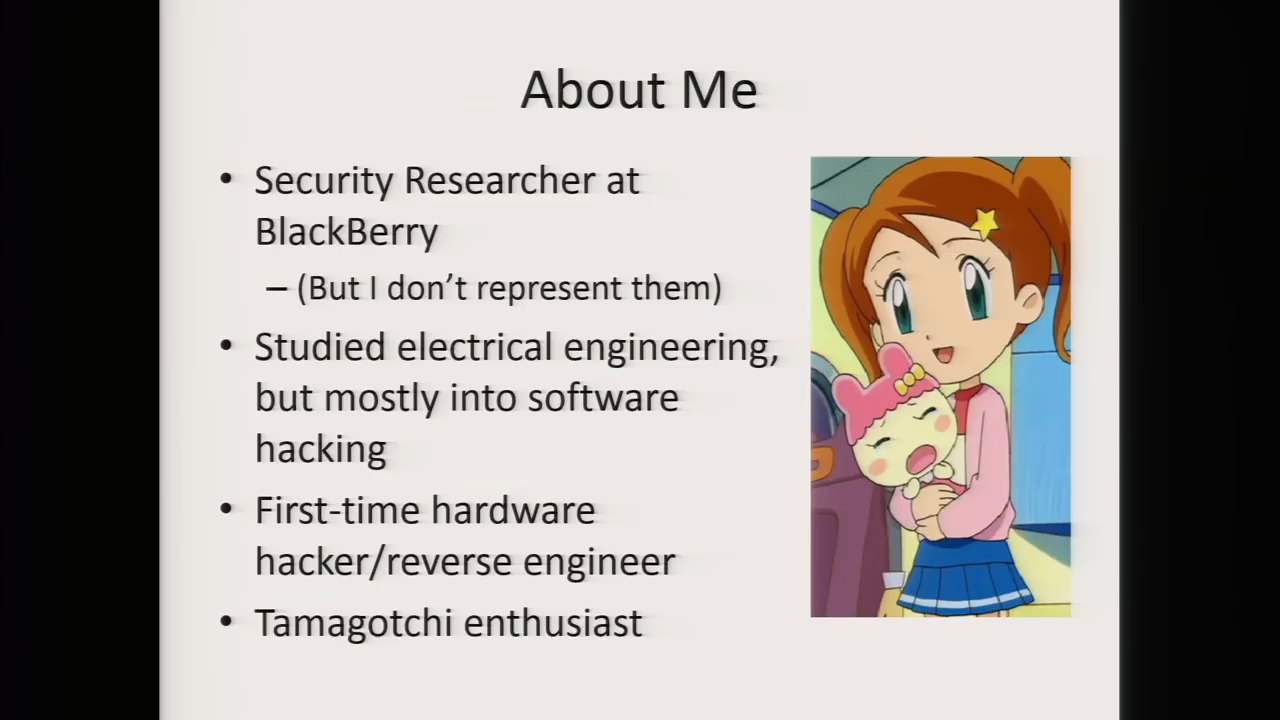 About Me
• Security Researcher at
BlackBerry
– (But I don’t represent them)
• Studied electrical engineering,
but mostly into software
hacking
• First-time hardware
hacker/reverse engineer
• Tamagotchi enthusiast